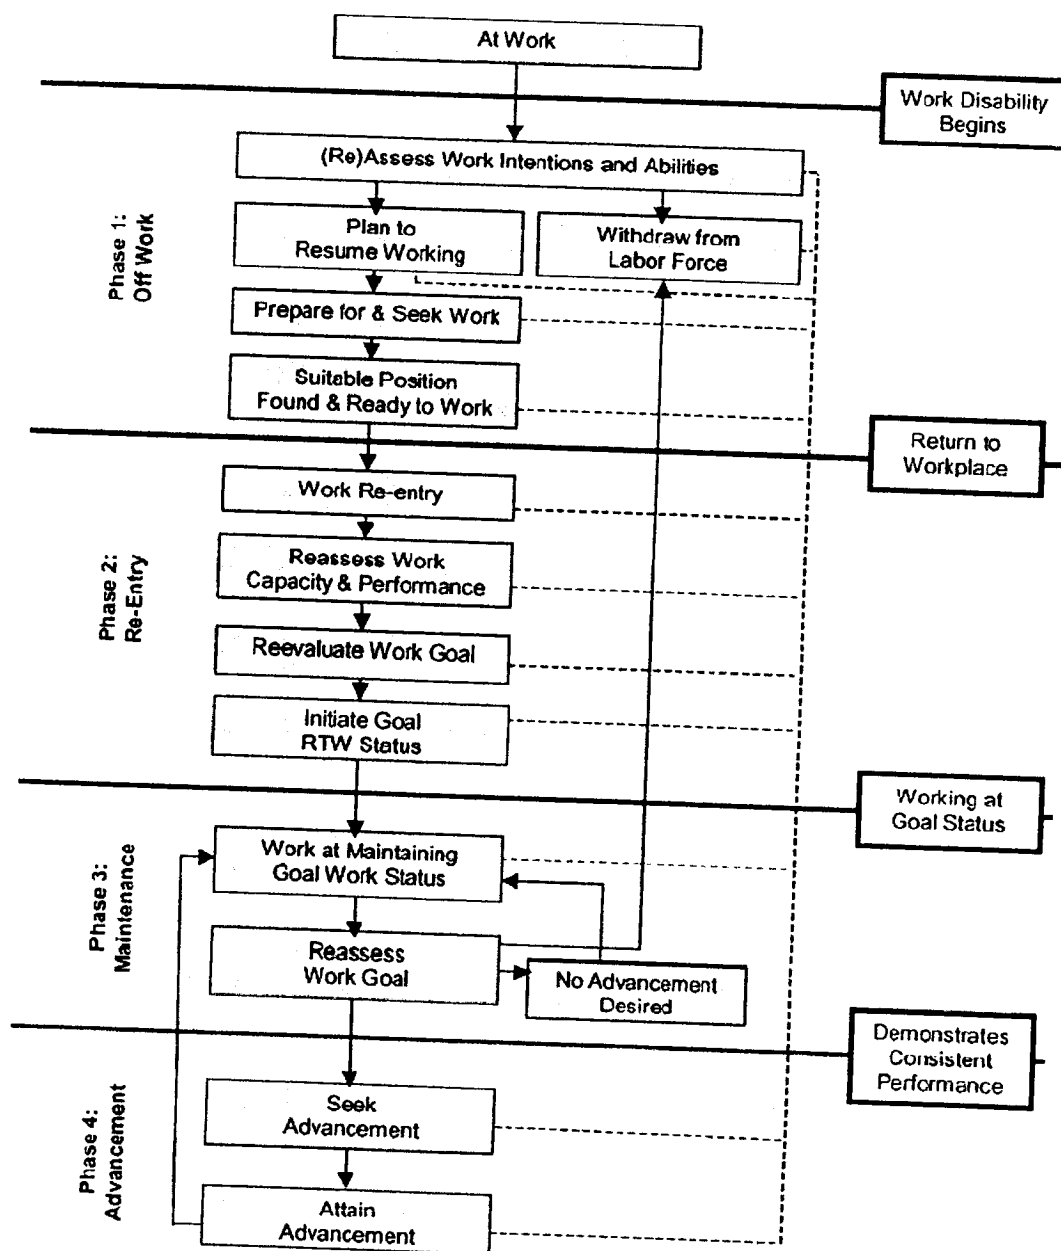 At Work
Work Disability
Begins
(Re)Assess Work Intentions and Abilities
Phase 1:
Off Work
Plan to
Resume Working
Withdraw from
Labor Force
Prepare for & Seek Work
Suitable Position
Found & Ready to Work
Return to
Workplace
Phase 2:
Re-Entry
Work Re-entry
Reassess Work
Capacity & Performance
Reevaluate Work Goal
Initiate Goal
RTW Status
Working at
Goal Status
Phase 3:
Maintenance
Work at Maintaining
Goal Work Status
Reassess
Work Goal
No Advancement
Desired
Demonstrates
Consistent
Performance
Phase 4:
Advancement
Seek
Advancement
Attain
Advancement